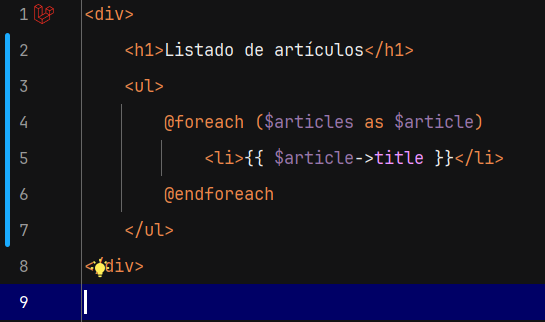 1 <div>
2 <h1>Listado de artículos</h1>
3 <ul>
4 @foreach ($articles as $article)
5 <li>{{ $article->title }}</li>
6 @endforeach
7 </ul>
8 </div>
9